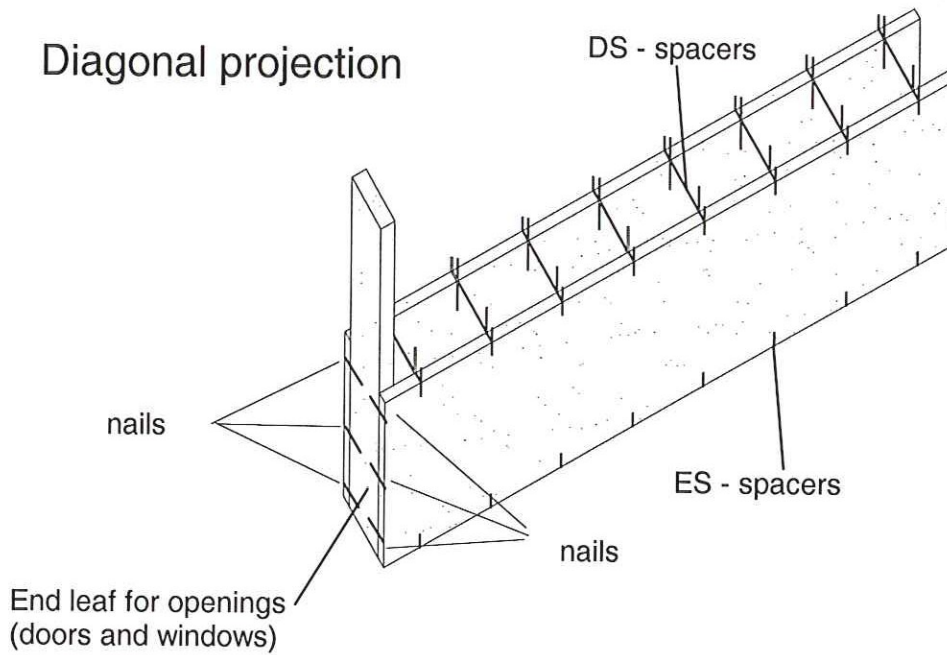 Diagonal projection
DS - spacers
nails
ES - spacers
nails
End leaf for openings
(doors and windows)